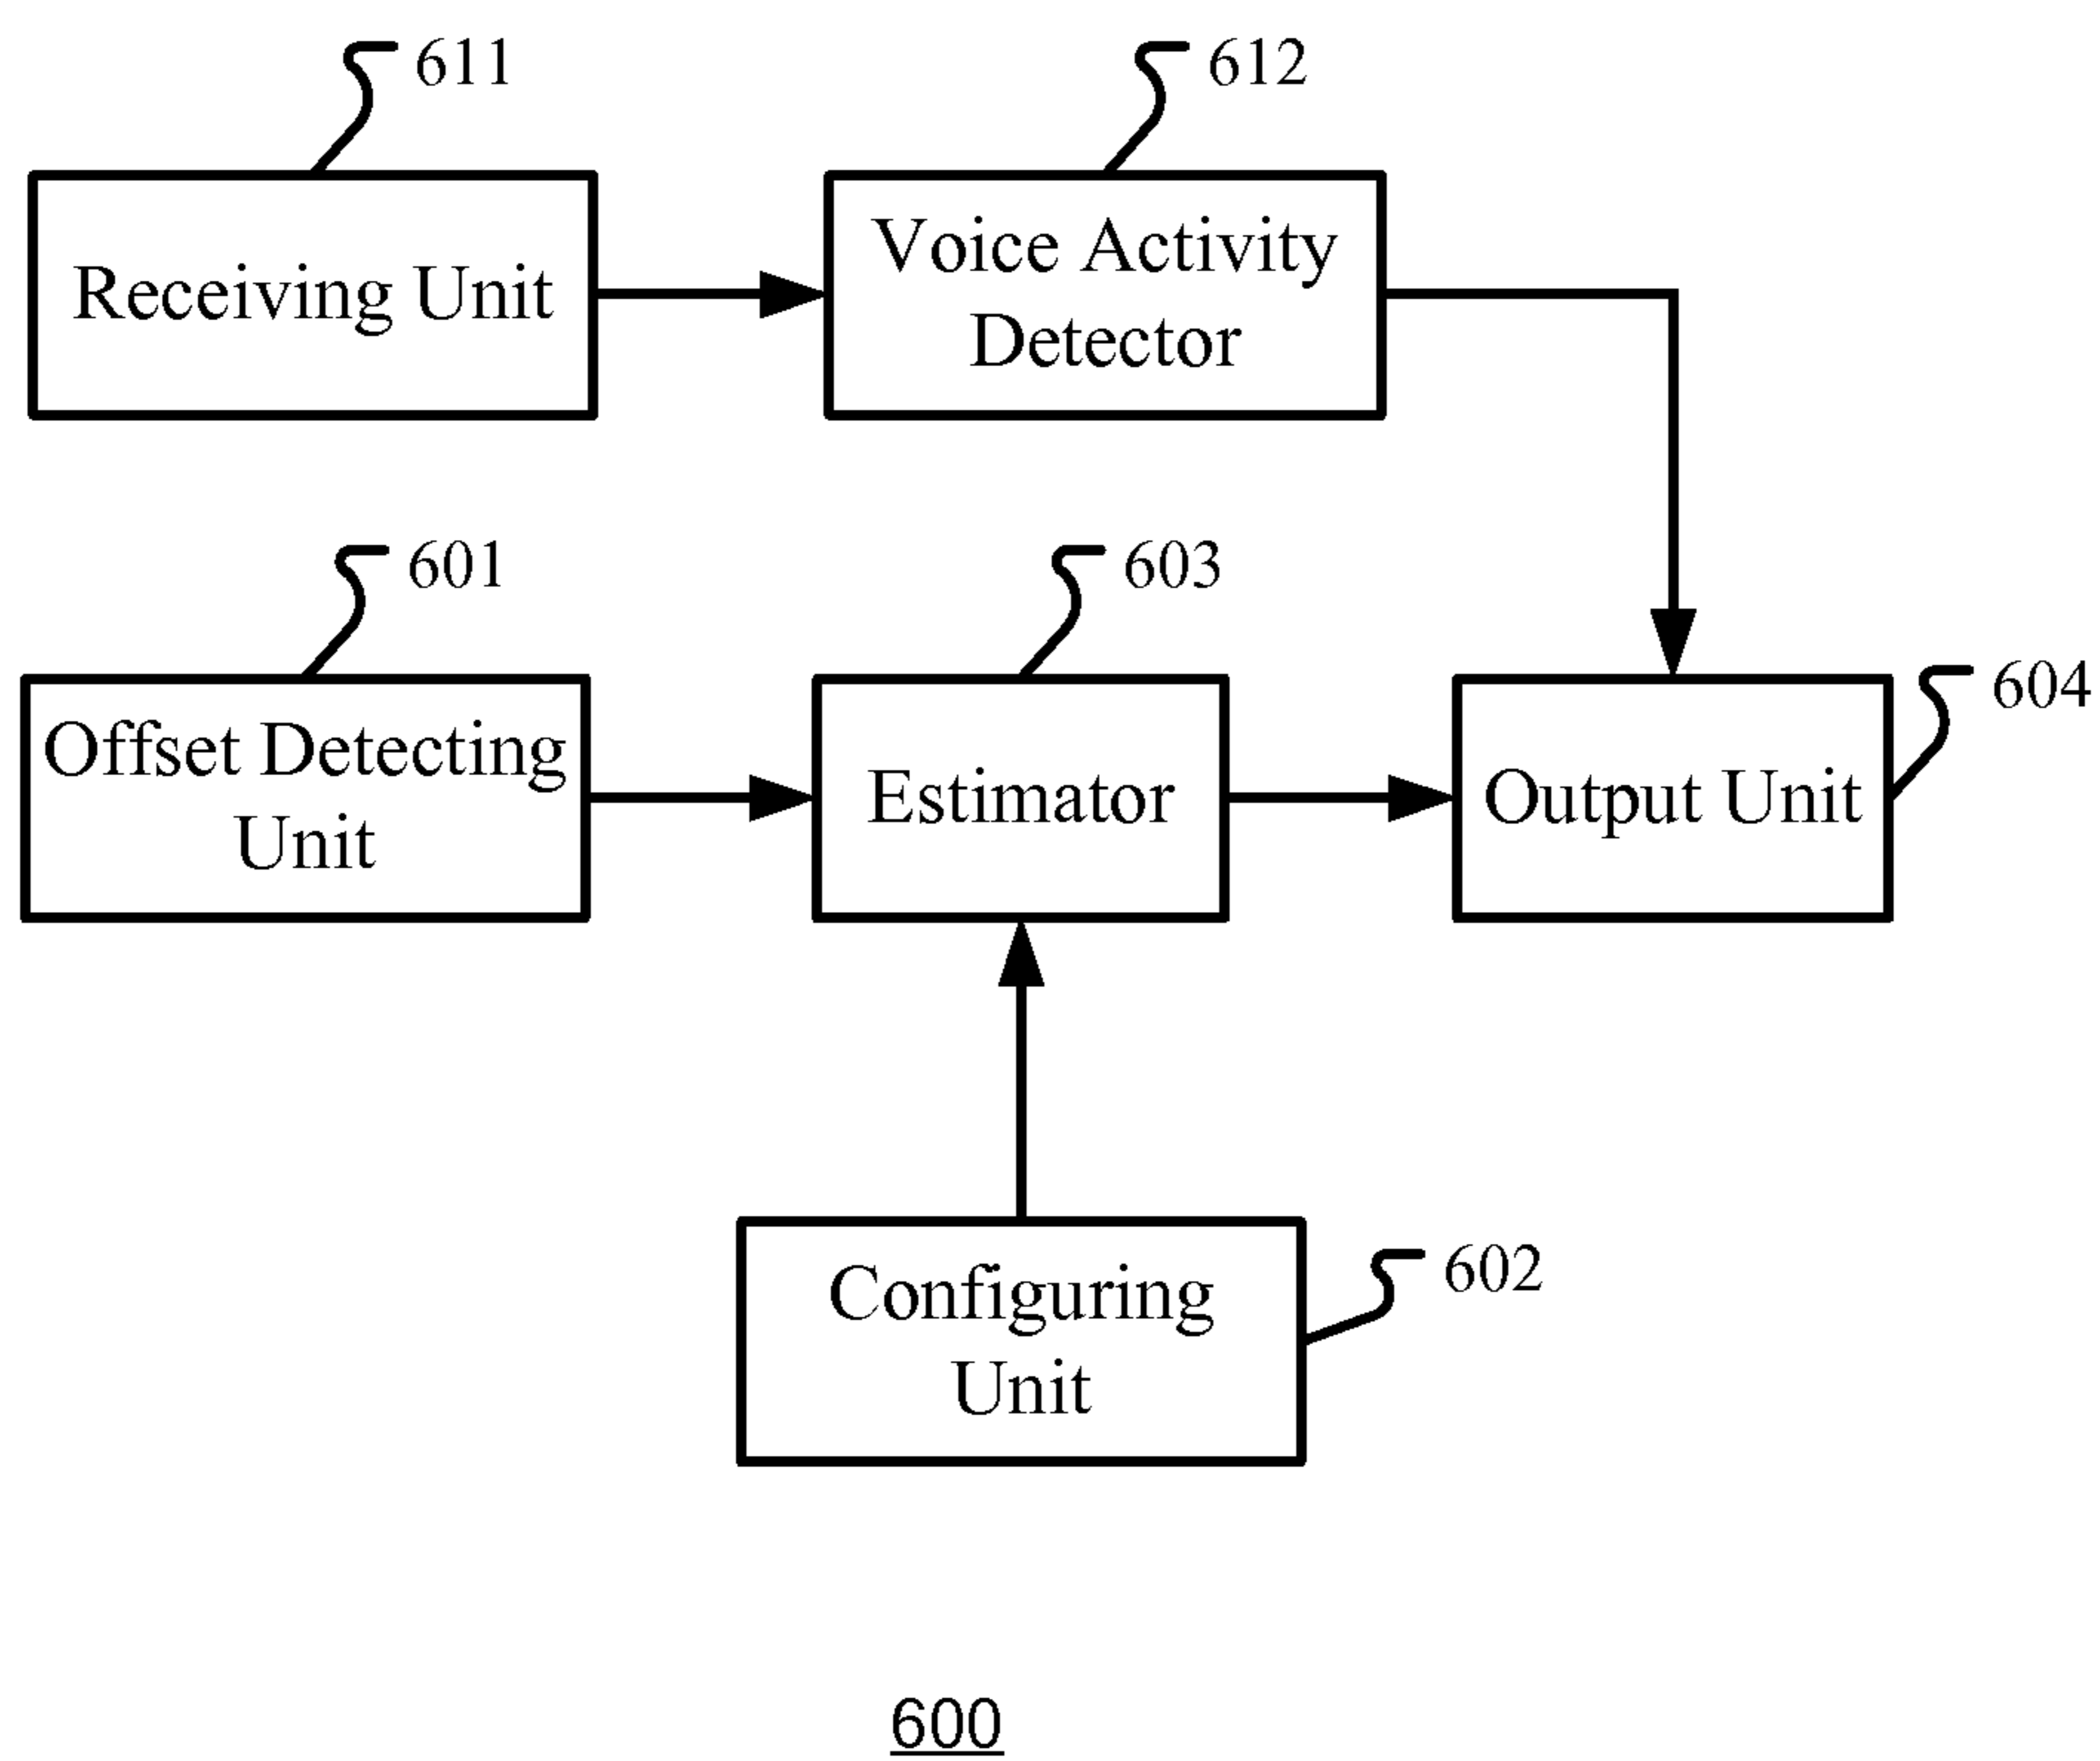 611
612
Receiving Unit
Voice Activity
Detector
601
603
604
Offset Detecting
Unit
Estimator
Output Unit
Configuring
Unit
602
600